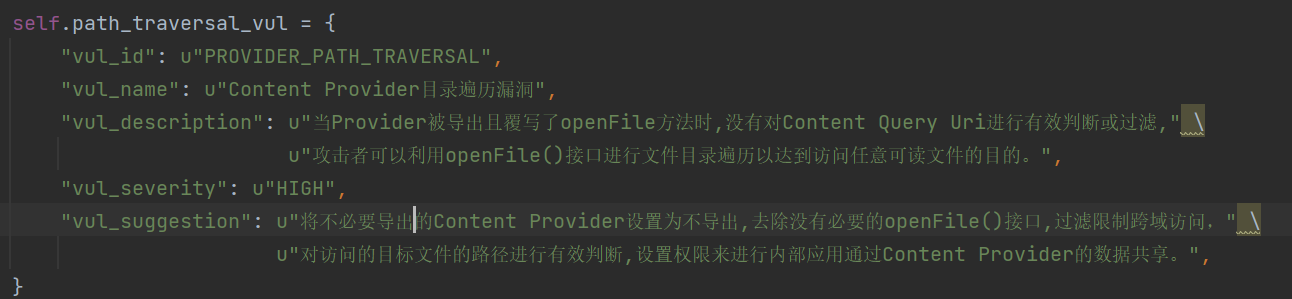 self.path_traversal_vul = {
    "vul_id": u"PROVIDER_PATH_TRAVERSAL",
    "vul_name": u"Content Provider目录遍历漏洞",
    "vul_description": u"当Provider被导出且覆写了openFile方法时,没有对Content Query Uri进行有效判断或过滤," \
                       u"攻击者可以利用openFile()接口进行文件目录遍历以达到访问任意可读文件的目的。",
    "vul_severity": u"HIGH",
    "vul_suggestion": u"将不必要导出的Content Provider设置为不导出,去除没有必要的openFile()接口,过滤限制跨域访问，" \
                      u"对访问的目标文件的路径进行有效判断,设置权限来进行内部应用通过Content Provider的数据共享。",
}